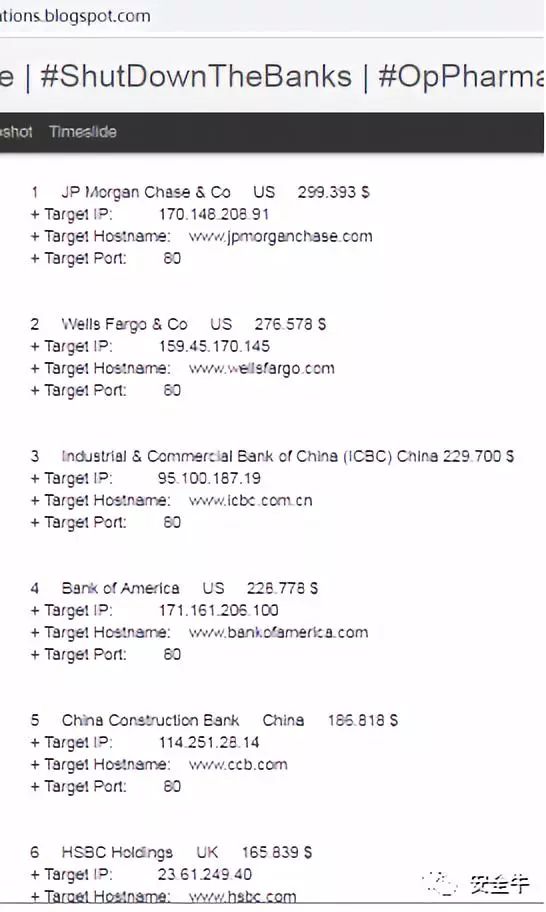 ations.blogspot.com
e | #ShutDownTheBanks | #OpPharma
pshot Timeslide
1 JP Morgan Chase & Co US 299.393 $
+ Target IP: 170.148.208.91
+ Target Hostname: www.jpmorganchase.com
+ Target Port: 80
2 Wells Fargo & Co US 276.578 $
+ Target IP: 159.45.170.145
+ Target Hostname: www.wellsfargo.com
+ Target Port: 80
3 Industrial & Commercial Bank of China (ICBC) China 229.700 $
+ Target IP: 95.100.187.19
+ Target Hostname: www.icbc.com.cn
+ Target Port: 80
4 Bank of America US 228.778 $
+ Target IP: 171.161.206.100
+ Target Hostname: www.bankofamerica.com
+ Target Port: 80
5 China Construction Bank China 186.818 $
+ Target IP: 114.251.28.14
+ Target Hostname: www.ccb.com
+ Target Port: 80
6 HSBC Holdings UK 165.839 $
+ Target IP: 23.61.249.40
+ Target Hostname: www.hsbc.com
安全牛